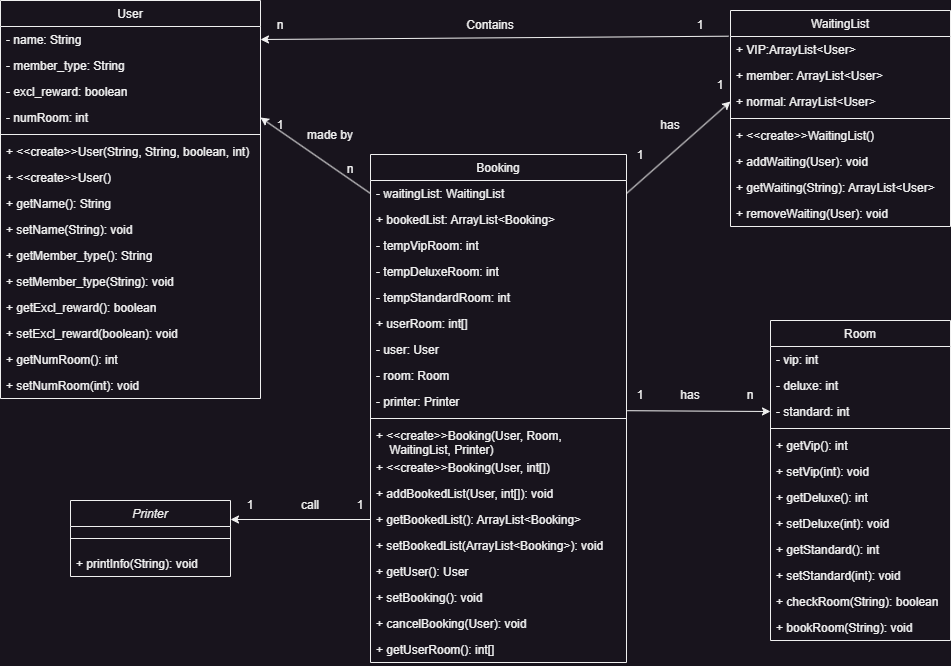 User
- name: String
- member_type: String
- excl_reward: boolean
- numRoom: int
+ <<create>>User(String, String, boolean, int)
+ <<create>>User()
+ getName(): String
+ setName(String): void
+ getMember_type(): String
+ setMember_type(String): void
+ getExcl_reward(): boolean
+ setExcl_reward(boolean): void
+ getNumRoom(): int
+ setNumRoom(int): void
n
Contains
1
WaitingList
+ VIP:ArrayList<User>
+ member: ArrayList<User>
+ normal: ArrayList<User>
+ <<create>>WaitingList()
+ addWaiting(User): void
+ getWaiting(String): ArrayList<User>
+ removeWaiting(User): void
1
made by
n
1
has
1
Booking
- waitingList: WaitingList
+ bookedList: ArrayList<Booking>
- tempVipRoom: int
- tempDeluxeRoom: int
- tempStandardRoom: int
+ userRoom: int[]
- user: User
- room: Room
- printer: Printer
+ <<create>>Booking(User, Room,
WaitingList, Printer)
+ <<create>>Booking(User, int[])
+ addBookedList(User, int[]): void
+ getBookedList(): ArrayList<Booking>
+ setBookedList(ArrayList<Booking>): void
+ getUser(): User
+ setBooking(): void
+ cancelBooking(User): void
+ getUserRoom(): int[]
1
has
n
Room
- vip: int
- deluxe: int
- standard: int
+ getVip(): int
+ setVip(int): void
+ getDeluxe(): int
+ setDeluxe(int): void
+ getStandard(): int
+ setStandard(int): void
+ checkRoom(String): boolean
+ bookRoom(String): void
1
call
1
Printer
+ printInfo(String): void